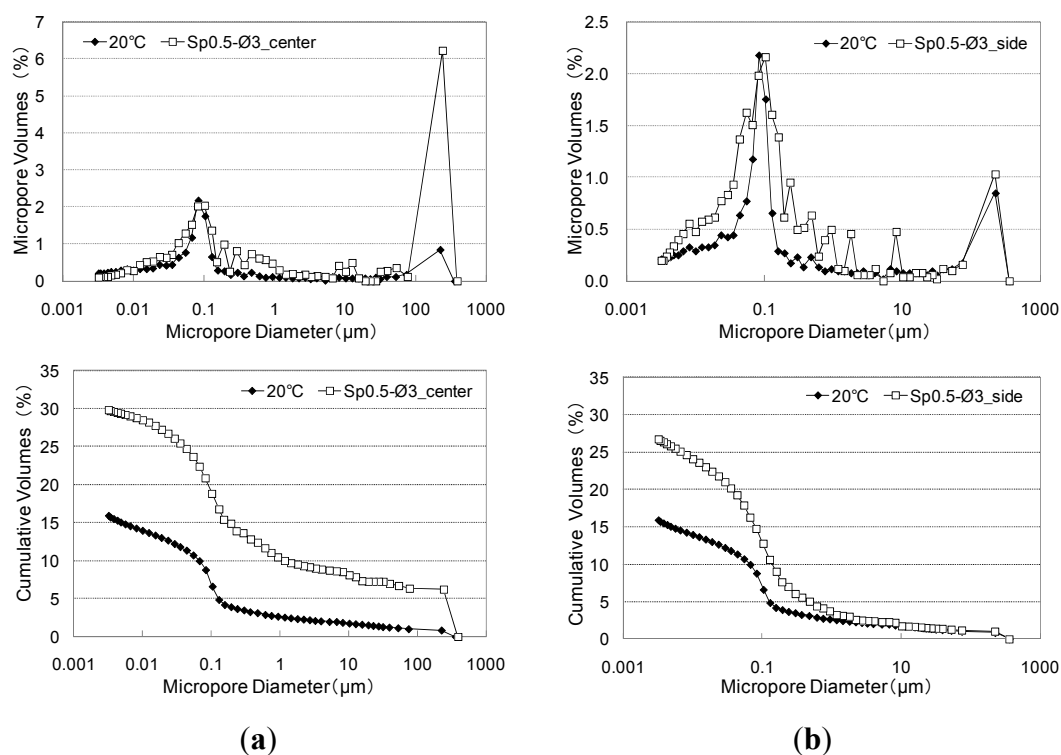 7
6
5
4
3
2
1
0
Micropore Volumes (%)
20℃ Sp0.5-Ø3_center
0.001 0.01 0.1 1 10 100 1000
Micropore Diameter(μm)
2.5
2.0
1.5
1.0
0.5
0.0
Micropore Volumes (%)
20℃ Sp0.5-Ø3_side
0.001 0.1 10 1000
Micropore Diameter(μm)
35
30
25
20
15
10
5
0
Cumulative Volumes (%)
20℃ Sp0.5-Ø3_center
0.001 0.01 0.1 1 10 100 1000
Micropore Diameter(μm)
(a)
35
30
25
20
15
10
5
0
Cumulative Volumes (%)
20℃ Sp0.5-Ø3_side
0.001 0.1 10 1000
Micropore Diameter(μm)
(b)